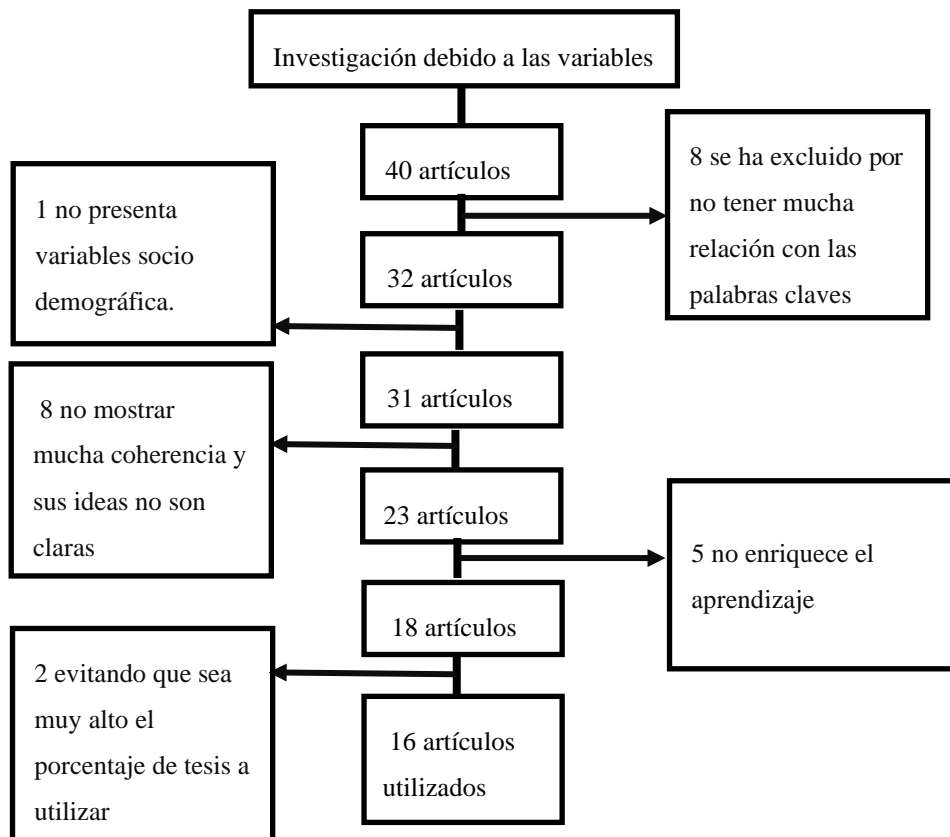 Investigación debido a las variables
40 artículos
8 se ha excluido por
no tener mucha
relación con las
palabras claves
32 artículos
1 no presenta
variables socio
demográfica.
31 artículos
8 no mostrar
mucha coherencia y
sus ideas no son
claras
23 artículos
5 no enriquece el
aprendizaje
18 artículos
2 evitando que sea
muy alto el
porcentaje de tesis a
utilizar
16 artículos
utilizados